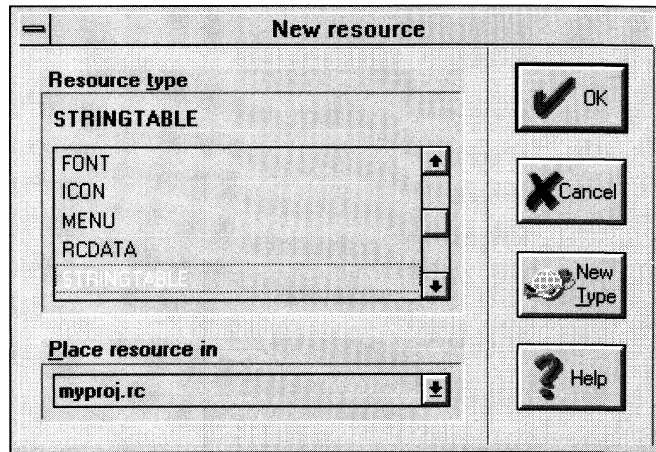 New resource
Resource type
STRINGTABLE
FONT
ICON
MENU
RCDATA
STRINGTABLE
Place resource in
myproj.rc
OK
Cancel
New
Type
Help